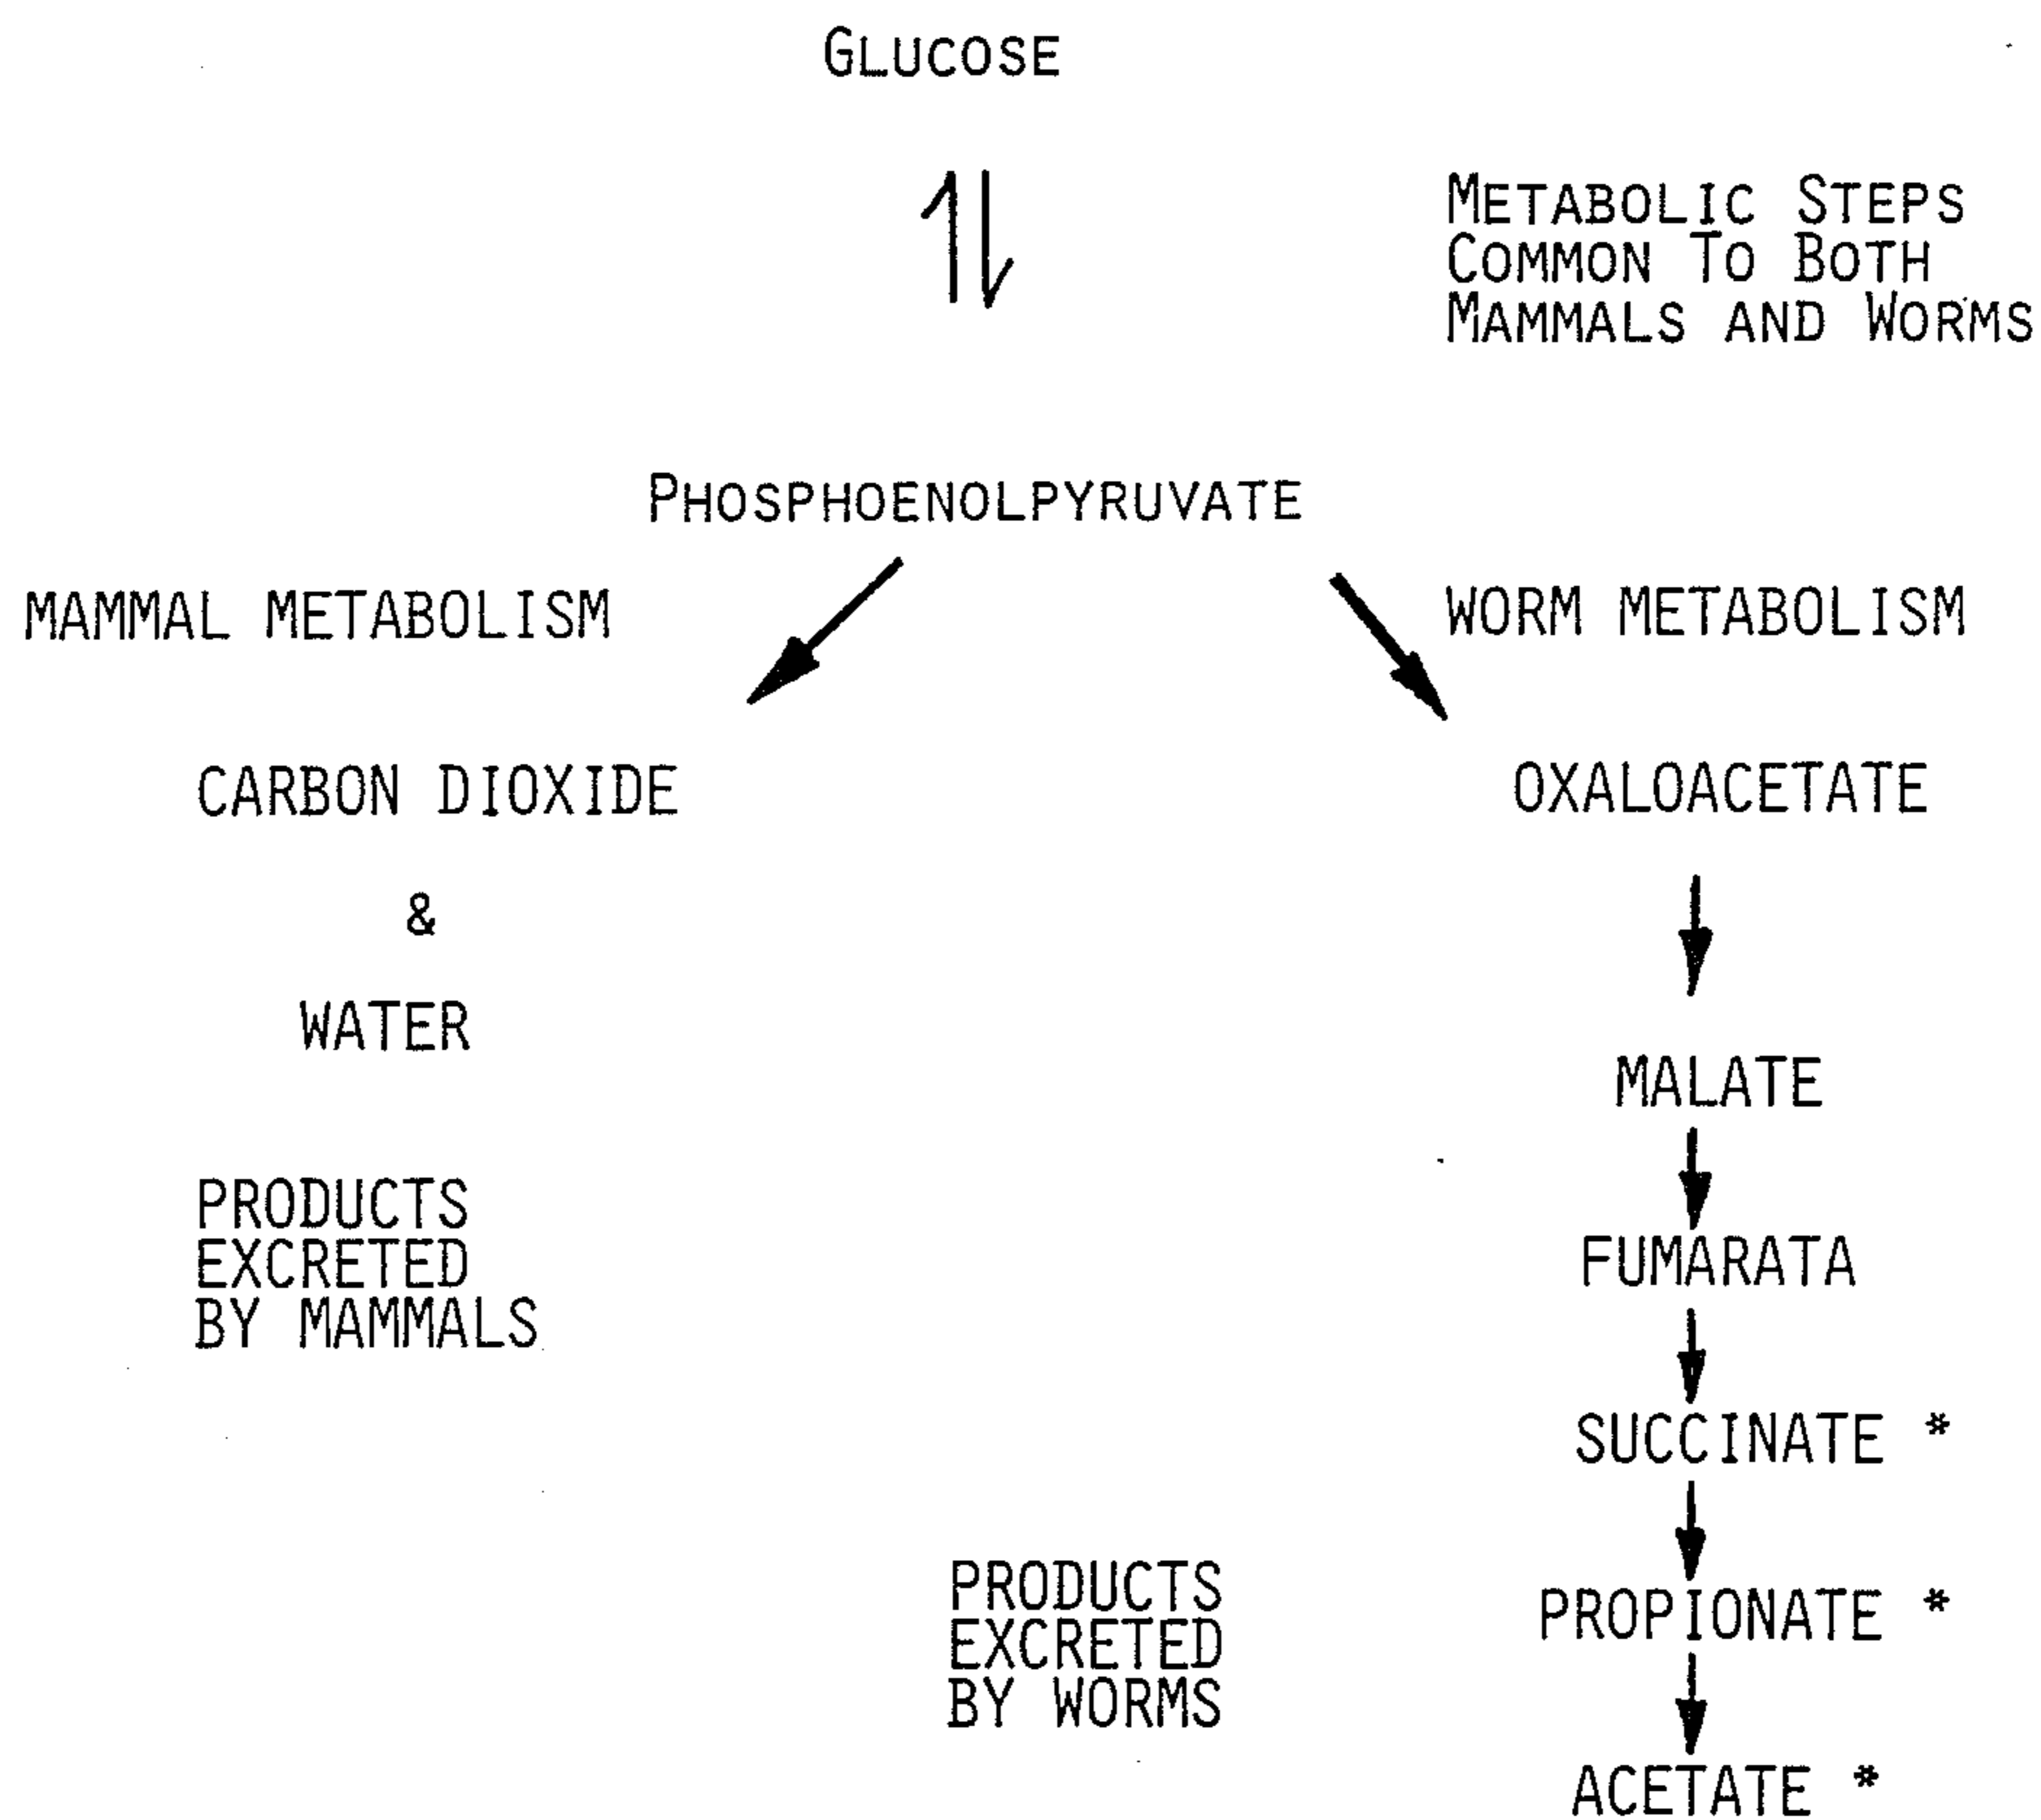 GLUCOSE
METABOLIC STEPS
COMMON TO BOTH
MAMMALS AND WORMS
PHOSPHOENOLPYRUVATE
MAMMAL METABOLISM
WORM METABOLISM
CARBON DIOXIDE
OXALOACETATE
&
WATER
MALATE
PRODUCTS
EXCRETED
BY MAMMALS
FUMARATA
SUCCINATE *
PRODUCTS
EXCRETED
BY WORMS
PROPIONATE *
ACETATE *